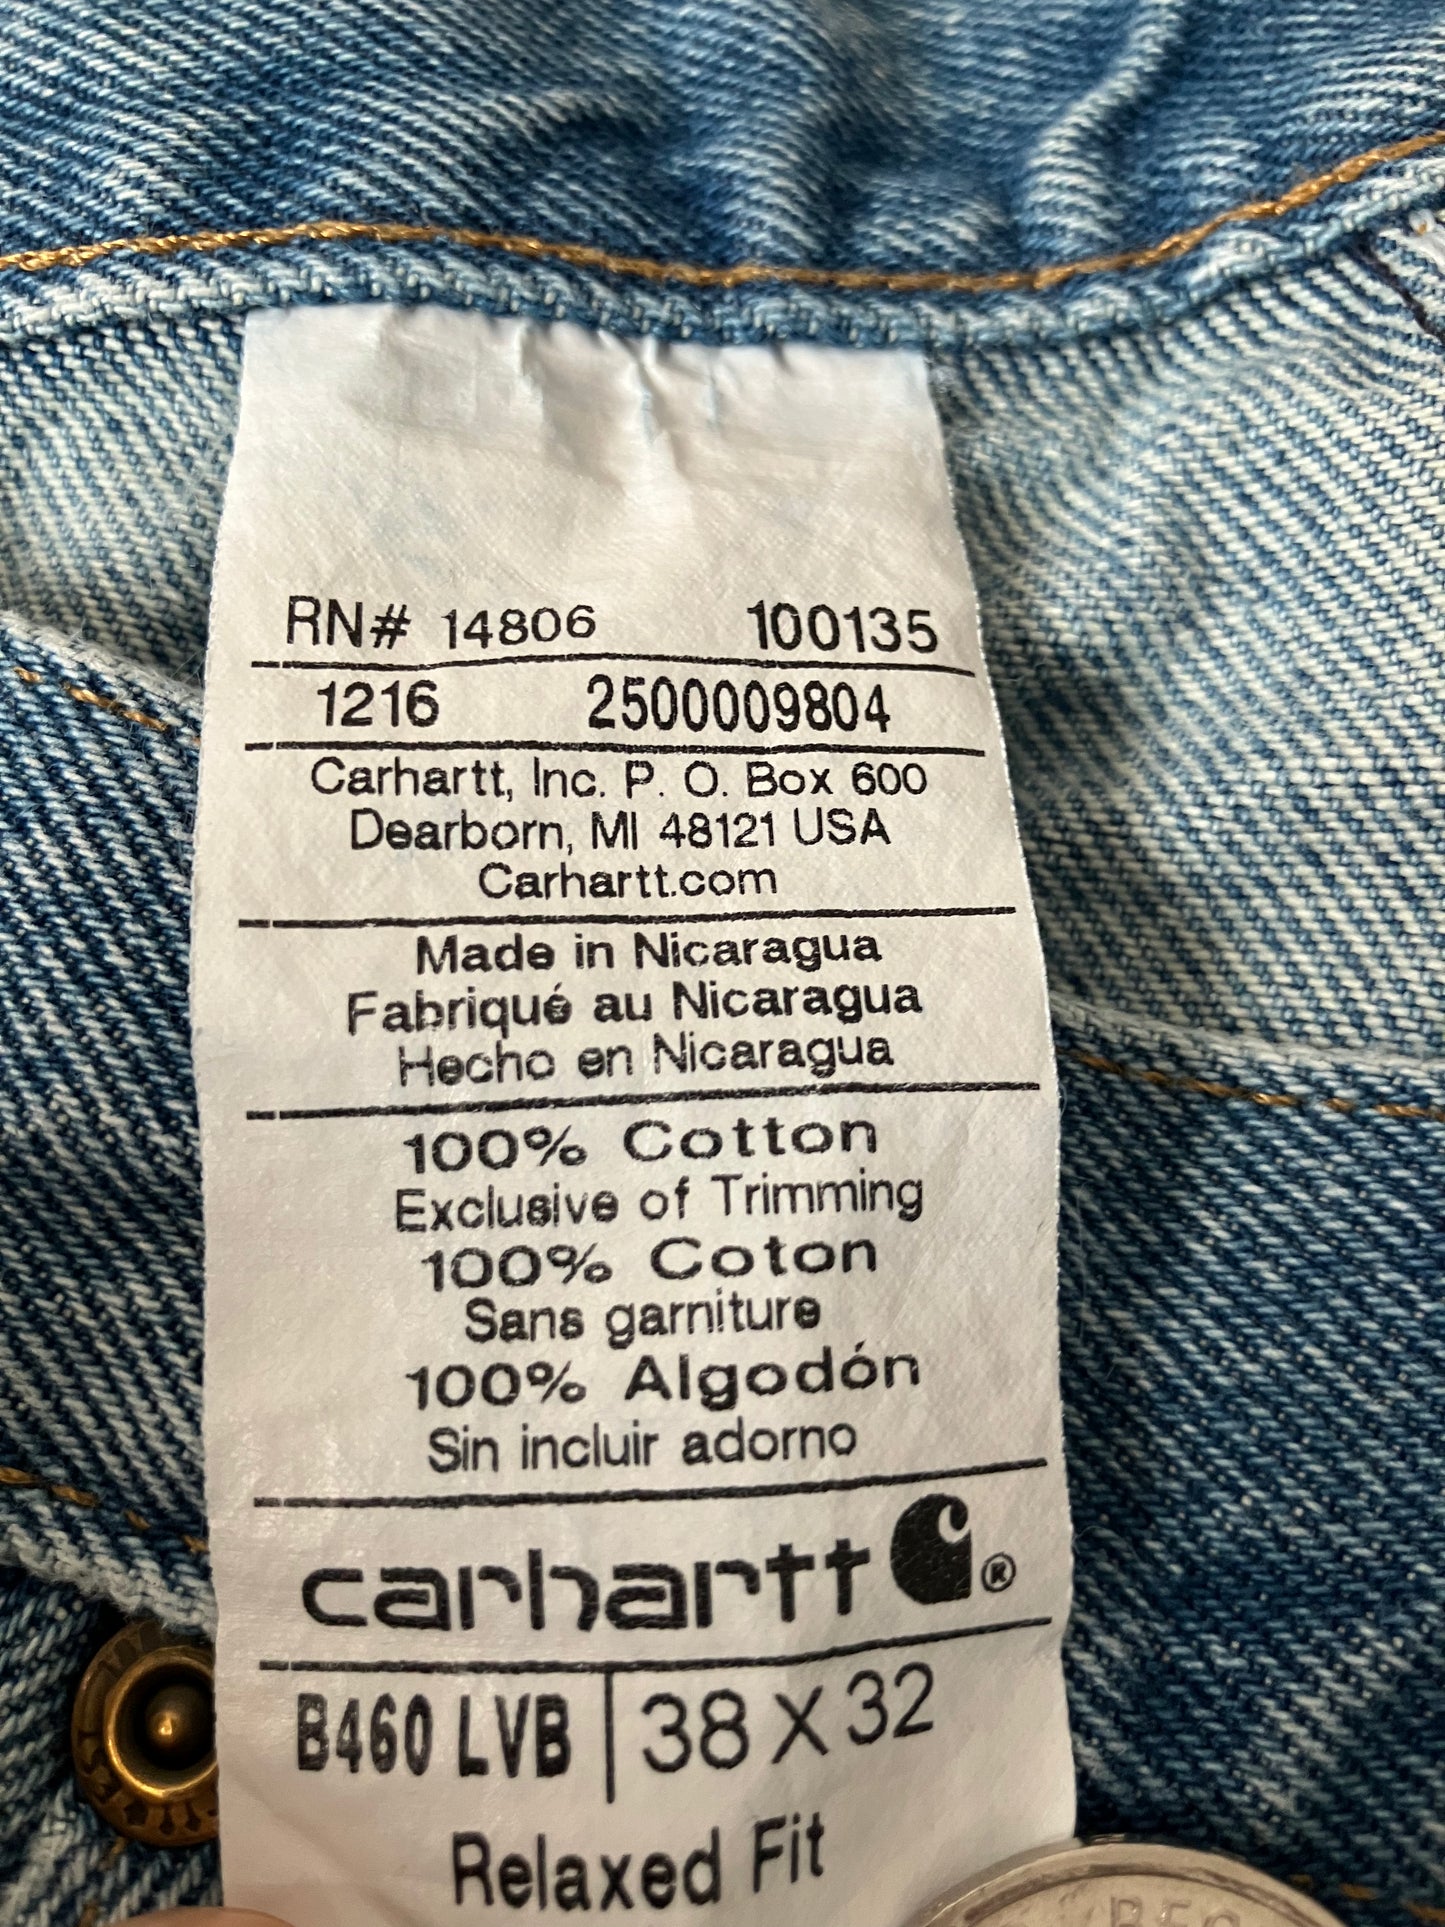 RN# 14806 100135
1216 2500009804
Carhartt, Inc. P. O. Box 600
Dearborn, MI 48121 USA
Carhartt.com
Made in Nicaragua
Fabriqué au Nicaragua
Hecho en Nicaragua
100% Cotton
Exclusive of Trimming
100% Coton
Sans garniture
100% Algodón
Sin incluir adorno
carhartt ®
B460 LVB | 38 X 32
Relaxed Fit